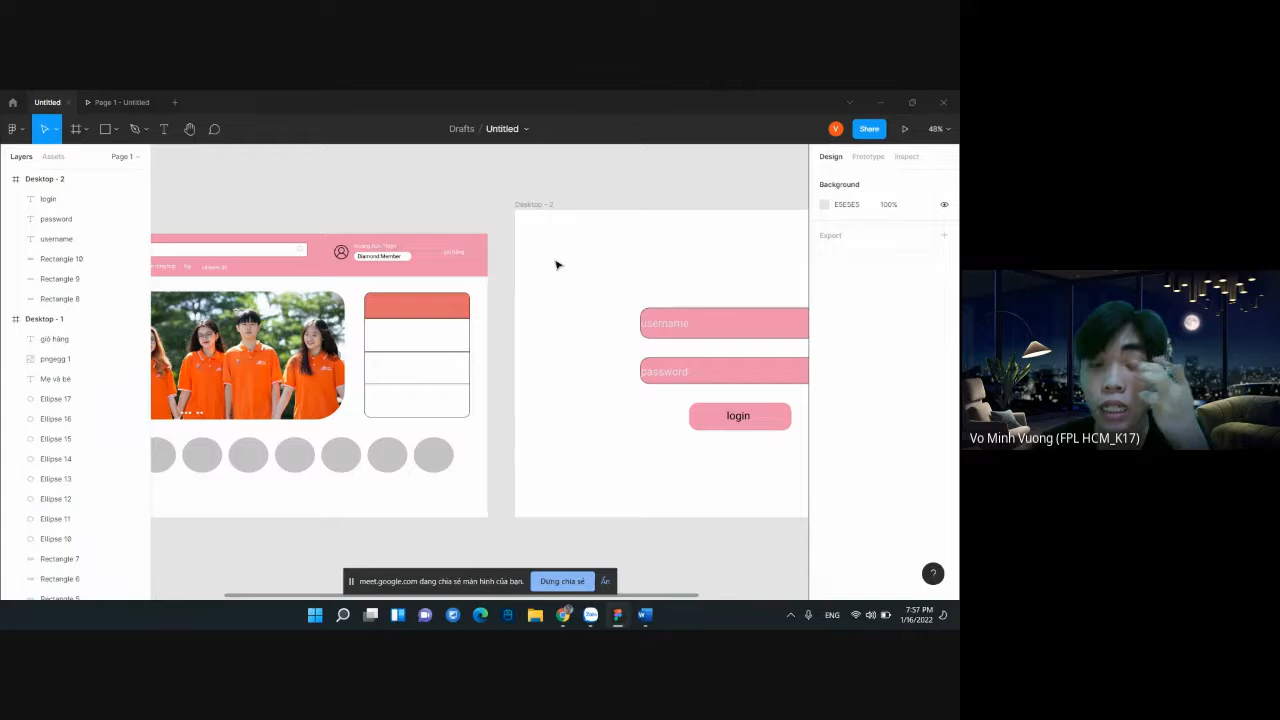 Untitled
Page 1 - Untitled
Drafts / Untitled
V
Share
48%
Layers
Assets
Page 1
Design
Prototype
Inspect
Desktop - 2
login
password
username
Rectangle 10
Rectangle 9
Rectangle 8
Desktop - 1
giỏ hàng
pngegg 1
Mẹ và bé
Ellipse 17
Ellipse 16
Ellipse 15
Ellipse 14
Ellipse 13
Ellipse 12
Ellipse 11
Ellipse 10
Rectangle 7
Rectangle 6
Rectangle 5
Diamond Member
giỏ hàng
Desktop - 2
username
password
login
Background
E5E5E5
100%
Export
?
meet.google.com đang chia sẻ màn hình của bạn.
Dừng chia sẻ
Ẩn
ENG
7:57 PM
1/16/2022
Vo Minh Vuong (FPL HCM_K17)